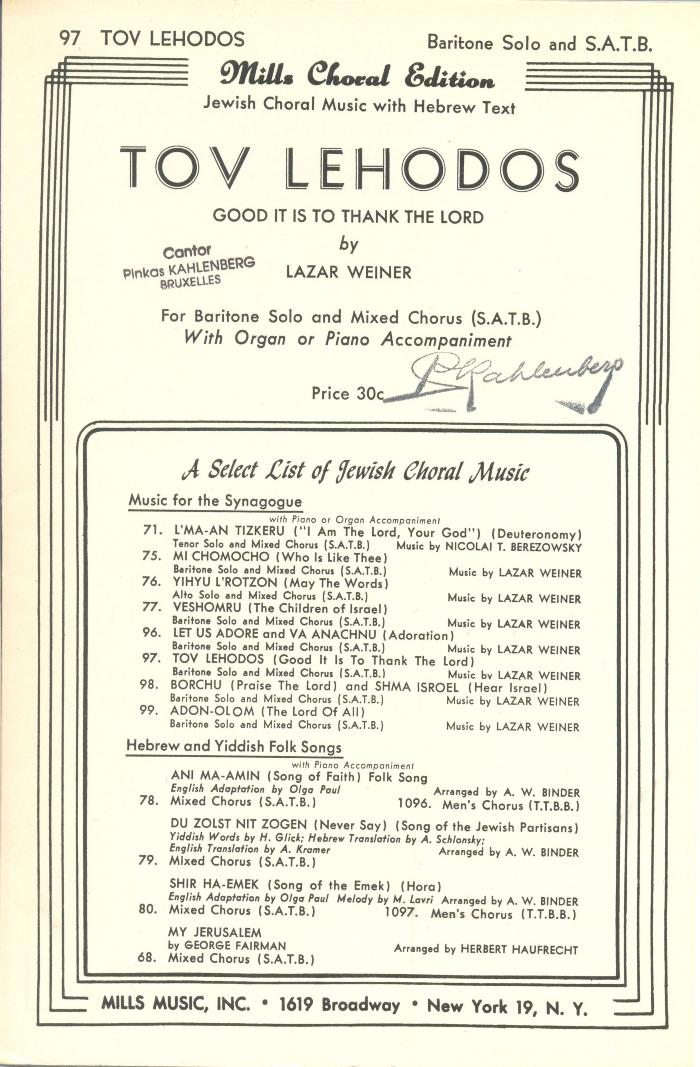 97 TOV LEHODOS
Baritone Solo and S.A.T.B.
Mills Choral Edition
Jewish Choral Music with Hebrew Text
TOV LEHODOS
GOOD IT IS TO THANK THE LORD
by
LAZAR WEINER
Cantor
Pinkas KAHLENBERG
BRUXELLES
For Baritone Solo and Mixed Chorus (S.A.T.B.)
With Organ or Piano Accompaniment
Price 30c
P Kahlenberg
A Select List of Jewish Choral Music
Music for the Synagogue
with Piano or Organ Accompaniment
71. L'MA-AN TIZKERU ("I Am The Lord, Your God") (Deuteronomy)
Tenor Solo and Mixed Chorus (S.A.T.B.) Music by NICOLAI T. BEREZOWSKY
75. MI CHOMOCHO (Who Is Like Thee)
Baritone Solo and Mixed Chorus (S.A.T.B.) Music by LAZAR WEINER
76. YIHYU L'ROTZON (May The Words)
Alto Solo and Mixed Chorus (S.A.T.B.) Music by LAZAR WEINER
77. VESHOMRU (The Children of Israel)
Baritone Solo and Mixed Chorus (S.A.T.B.) Music by LAZAR WEINER
96. LET US ADORE and VA ANACHNU (Adoration)
Baritone Solo and Mixed Chorus (S.A.T.B.) Music by LAZAR WEINER
97. TOV LEHODOS (Good It Is To Thank The Lord)
Baritone Solo and Mixed Chorus (S.A.T.B.) Music by LAZAR WEINER
98. BORCHU (Praise The Lord) and SHMA ISROEL (Hear Israel)
Baritone Solo and Mixed Chorus (S.A.T.B.) Music by LAZAR WEINER
99. ADON-OLOM (The Lord Of All)
Baritone Solo and Mixed Chorus (S.A.T.B.) Music by LAZAR WEINER
Hebrew and Yiddish Folk Songs
with Piano Accompaniment
ANI MA-AMIN (Song of Faith) Folk Song
English Adaptation by Olga Paul Arranged by A. W. BINDER
78. Mixed Chorus (S.A.T.B.) 1096. Men's Chorus (T.T.B.B.)
DU ZOLST NIT ZOGEN (Never Say) (Song of the Jewish Partisans)
Yiddish Words by H. Glick; Hebrew Translation by A. Schlonsky;
English Translation by A. Kramer Arranged by A. W. BINDER
79. Mixed Chorus (S.A.T.B.)
SHIR HA-EMEK (Song of the Emek) (Hora)
English Adaptation by Olga Paul Melody by M. Lavri Arranged by A. W. BINDER
80. Mixed Chorus (S.A.T.B.) 1097. Men's Chorus (T.T.B.B.)
MY JERUSALEM
by GEORGE FAIRMAN Arranged by HERBERT HAUFRECHT
68. Mixed Chorus (S.A.T.B.)
MILLS MUSIC, INC. • 1619 Broadway • New York 19, N. Y.